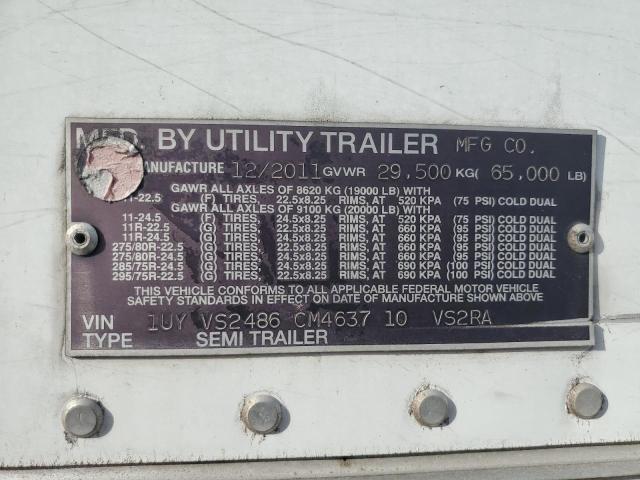 MFD. BY UTILITY TRAILER MFG CO.
MANUFACTURE 12/2011 GVWR 29,500 KG( 65,000 LB)
GAWR ALL AXLES OF 8620 KG (19000 LB) WITH
11-22.5 (F) TIRES, 22.5x8.25 RIMS, AT 520 KPA (75 PSI) COLD DUAL
GAWR ALL AXLES OF 9100 KG (20000 LB) WITH
11-24.5 (F) TIRES, 24.5x8.25 RIMS, AT 520 KPA (75 PSI) COLD DUAL
11R-22.5 (G) TIRES, 22.5x8.25 RIMS, AT 660 KPA (95 PSI) COLD DUAL
11R-24.5 (G) TIRES, 24.5x8.25 RIMS, AT 660 KPA (95 PSI) COLD DUAL
275/80R-22.5 (G) TIRES, 22.5x8.25 RIMS, AT 660 KPA (95 PSI) COLD DUAL
275/80R-24.5 (G) TIRES, 24.5x8.25 RIMS, AT 660 KPA (95 PSI) COLD DUAL
285/75R-24.5 (G) TIRES, 24.5x8.25 RIMS, AT 690 KPA (100 PSI) COLD DUAL
295/75R-22.5 (G) TIRES, 22.5x8.25 RIMS, AT 690 KPA (100 PSI) COLD DUAL
THIS VEHICLE CONFORMS TO ALL APPLICABLE FEDERAL MOTOR VEHICLE
SAFETY STANDARDS IN EFFECT ON DATE OF MANUFACTURE SHOWN ABOVE.
VIN 1UY VS2486 CM4637 10 VS2RA
TYPE SEMI TRAILER